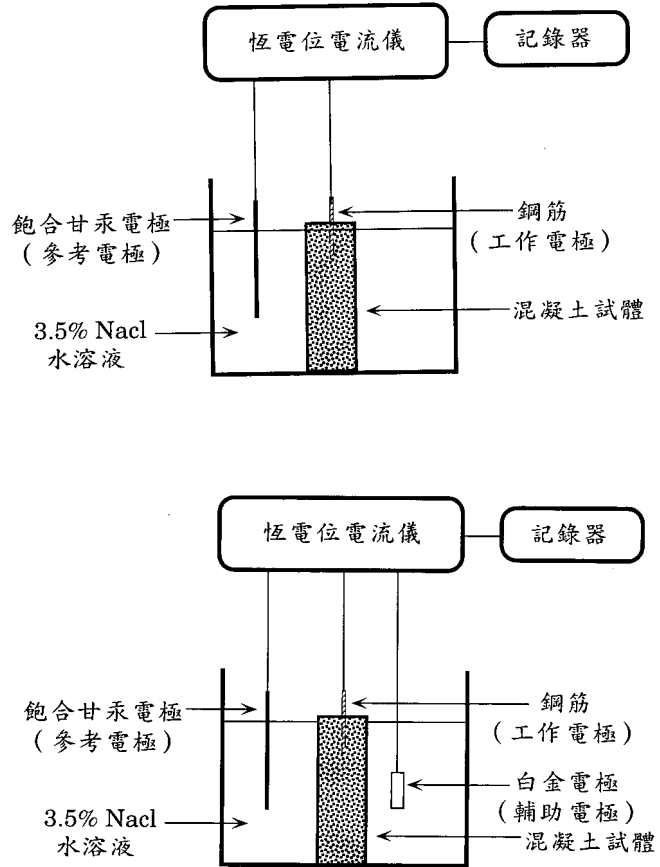 恆電位電流儀
記錄器
飽合甘汞電極
(參考電極)
鋼筋
(工作電極)
3.5% Nacl
水溶液
混凝土試體
恆電位電流儀
記錄器
飽合甘汞電極
(參考電極)
鋼筋
(工作電極)
白金電極
(輔助電極)
3.5% Nacl
水溶液
混凝土試體